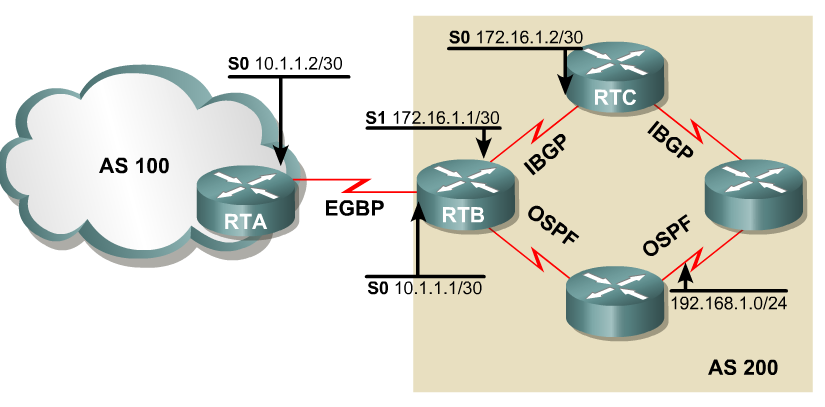 S0 172.16.1.2/30
S0 10.1.1.2/30
RTC
S1 172.16.1.1/30
IBGP
IBGP
AS 100
RTA
EGBP
RTB
OSPF
OSPF
S0 10.1.1.1/30
192.168.1.0/24
AS 200